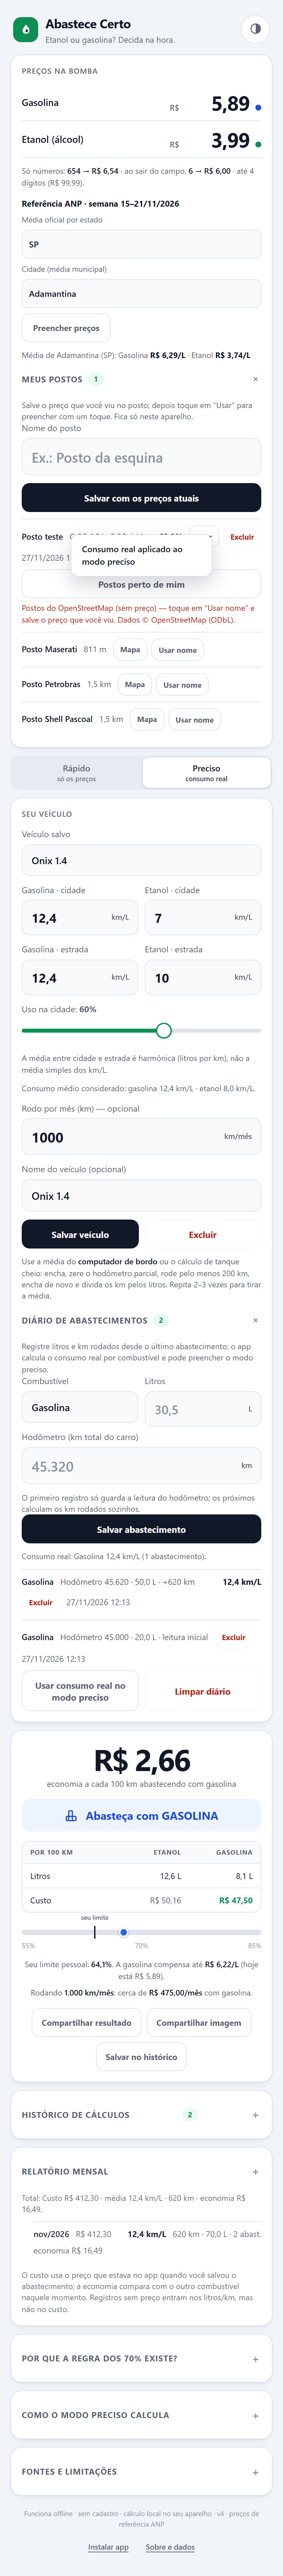 Abastece Certo
Etanol ou gasolina? Decida na hora.
PREÇOS NA BOMBA
Gasolina R$ 5,89
Etanol (álcool) R$ 3,99
Só números: 654 → R$ 6,54 · ao sair do campo, 6 → R$ 6,00 · até 4
dígitos (R$ 99,99).
Referência ANP · semana 15–21/11/2026
Média oficial por estado
SP
Cidade (média municipal)
Adamantina
Preencher preços
Média de Adamantina (SP): Gasolina R$ 6,29/L · Etanol R$ 3,74/L
MEUS POSTOS 1 ×
Salve o preço que você viu no posto; depois toque em "Usar" para
preencher com um toque. Fica só neste aparelho.
Nome do posto
Ex.: Posto da esquina
Salvar com os preços atuais
Posto teste Excluir
27/11/2026 1
Consumo real aplicado ao
modo preciso
Postos perto de mim
Postos do OpenStreetMap (sem preço) — toque em "Usar nome" e
salve o preço que você viu. Dados © OpenStreetMap (ODbL).
Posto Maserati 811 m Mapa Usar nome
Posto Petrobras 1,5 km Mapa Usar nome
Posto Shell Pascoal 1,5 km Mapa Usar nome
Rápido Preciso
só os preços consumo real
SEU VEÍCULO
Veículo salvo
Onix 1.4
Gasolina · cidade Etanol · cidade
12,4 km/L 7 km/L
Gasolina · estrada Etanol · estrada
12,4 km/L 10 km/L
Uso na cidade: 60%
A média entre cidade e estrada é harmônica (litros por km), não a
média simples dos km/L.
Consumo médio considerado: gasolina 12,4 km/L · etanol 8,0 km/L.
Rodo por mês (km) — opcional
1000 km/mês
Nome do veículo (opcional)
Onix 1.4
Salvar veículo Excluir
Use a média do computador de bordo ou o cálculo de tanque
cheio: encha, zere o hodômetro parcial, rode pelo menos 200 km,
encha de novo e divida os km pelos litros. Repita 2–3 vezes para tirar
a média.
DIÁRIO DE ABASTECIMENTOS 2 ×
Registre litros e km rodados desde o último abastecimento; o app
calcula o consumo real por combustível e pode preencher o modo
preciso.
Combustível Litros
Gasolina 30,5 L
Hodômetro (km total do carro)
45.320 km
O primeiro registro só guarda a leitura do hodômetro; os próximos
calculam os km rodados sozinhos.
Salvar abastecimento
Consumo real: Gasolina 12,4 km/L (1 abastecimento).
Gasolina Hodômetro 45.620 · 50,0 L · +620 km 12,4 km/L
Excluir 27/11/2026 12:13
Gasolina Hodômetro 45.000 · 20,0 L · leitura inicial Excluir
27/11/2026 12:13
Usar consumo real no
modo preciso
Limpar diário
R$ 2,66
economia a cada 100 km abastecendo com gasolina
Abasteça com GASOLINA
POR 100 KM ETANOL GASOLINA
Litros 12,6 L 8,1 L
Custo R$ 50,16 R$ 47,50
seu limite
55% 70% 85%
Seu limite pessoal: 64,1%. A gasolina compensa até R$ 6,22/L (hoje
está R$ 5,89).
Rodando 1.000 km/mês: cerca de R$ 475,00/mês com gasolina.
Compartilhar resultado Compartilhar imagem
Salvar no histórico
HISTÓRICO DE CÁLCULOS 2 +
RELATÓRIO MENSAL +
Total: Custo R$ 412,30 · média 12,4 km/L · 620 km · economia R$
16,49.
nov/2026 R$ 412,30 12,4 km/L 620 km · 70,0 L · 2 abast.
economia R$ 16,49
O custo usa o preço que estava no app quando você salvou o
abastecimento; a economia compara com o outro combustível
naquele momento. Registros sem preço entram nos litros/km, mas
não no custo.
POR QUE A REGRA DOS 70% EXISTE? +
COMO O MODO PRECISO CALCULA +
FONTES E LIMITAÇÕES +
Funciona offline · sem cadastro · cálculo local no seu aparelho · v4 · preços de
referência ANP
Instalar app Sobre e dados